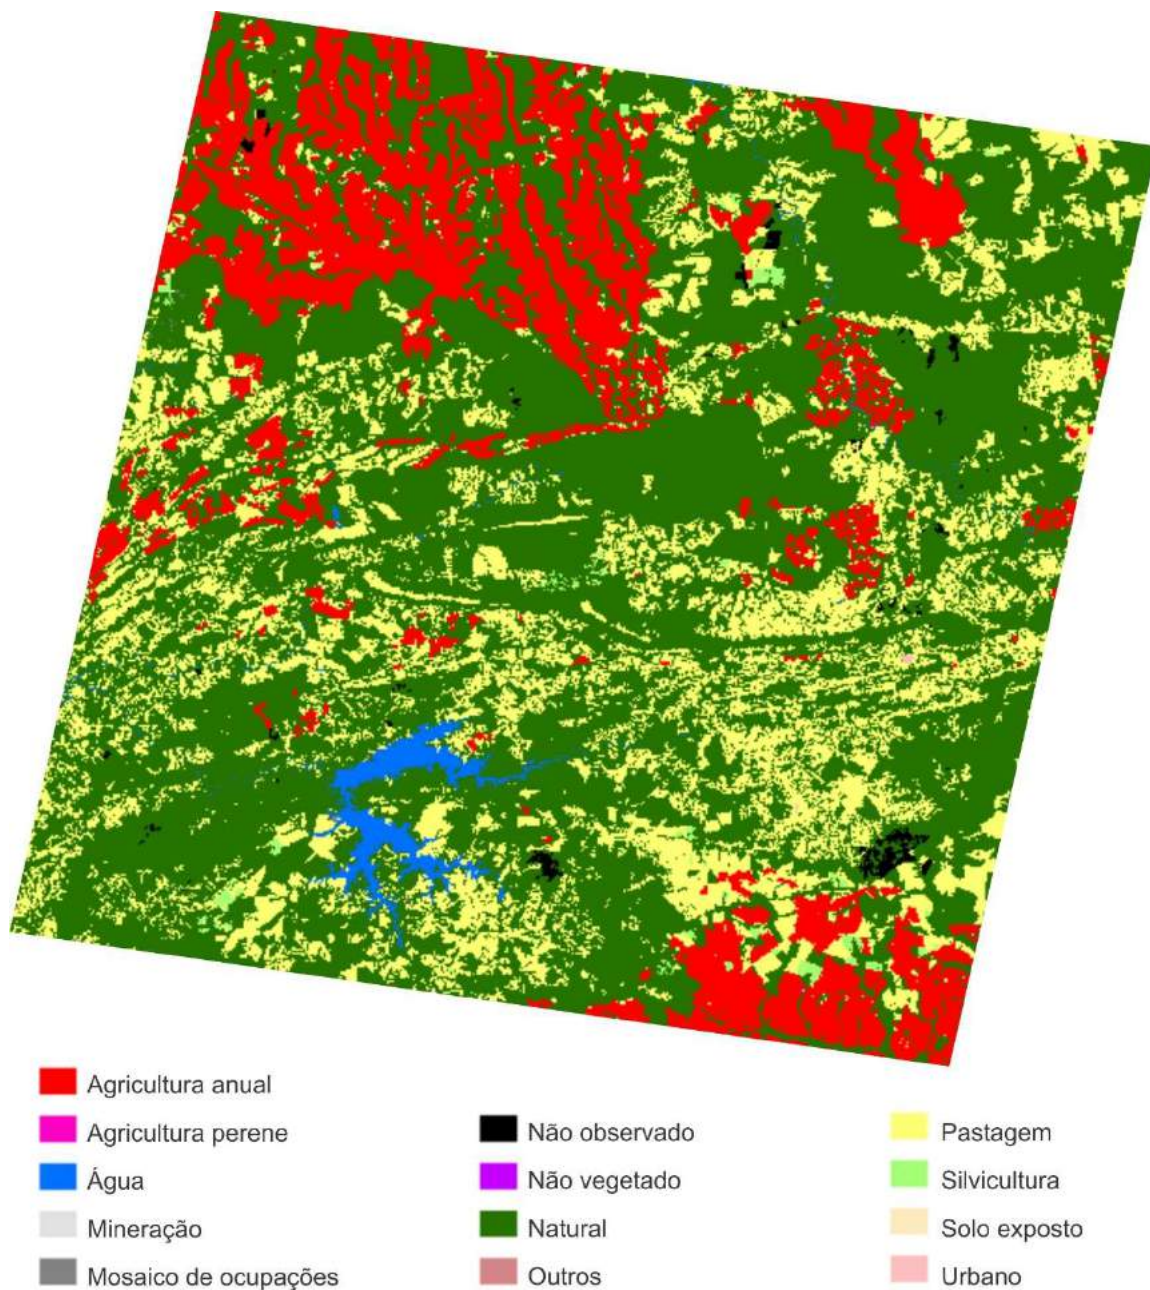 Agricultura anual
Agricultura perene
Água
Mineração
Mosaico de ocupações
Não observado
Não vegetado
Natural
Outros
Pastagem
Silvicultura
Solo exposto
Urbano